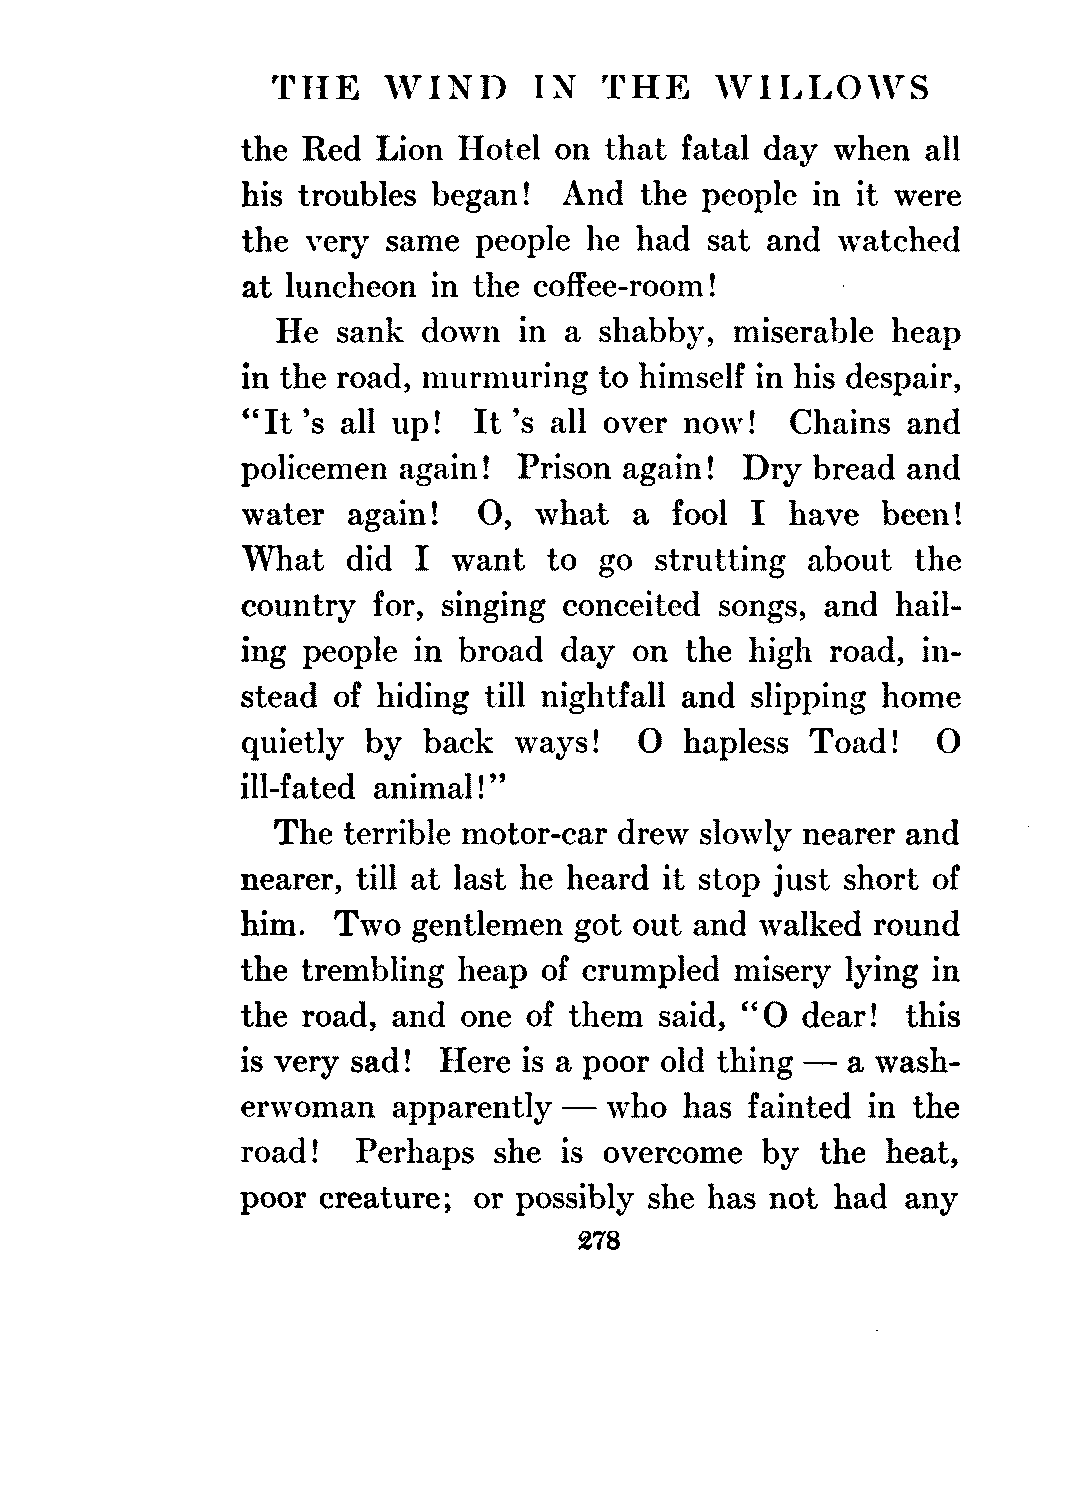 THE WIND IN THE WILLOWS
the Red Lion Hotel on that fatal day when all
his troubles began! And the people in it were
the very same people he had sat and watched
at luncheon in the coffee-room!
He sank down in a shabby, miserable heap
in the road, murmuring to himself in his despair,
“It 's all up! It 's all over now! Chains and
policemen again! Prison again! Dry bread and
water again! O, what a fool I have been!
What did I want to go strutting about the
country for, singing conceited songs, and hail-
ing people in broad day on the high road, in-
stead of hiding till nightfall and slipping home
quietly by back ways! O hapless Toad! O
ill-fated animal!”
The terrible motor-car drew slowly nearer and
nearer, till at last he heard it stop just short of
him. Two gentlemen got out and walked round
the trembling heap of crumpled misery lying in
the road, and one of them said, “O dear! this
is very sad! Here is a poor old thing — a wash-
erwoman apparently — who has fainted in the
road! Perhaps she is overcome by the heat,
poor creature; or possibly she has not had any
278